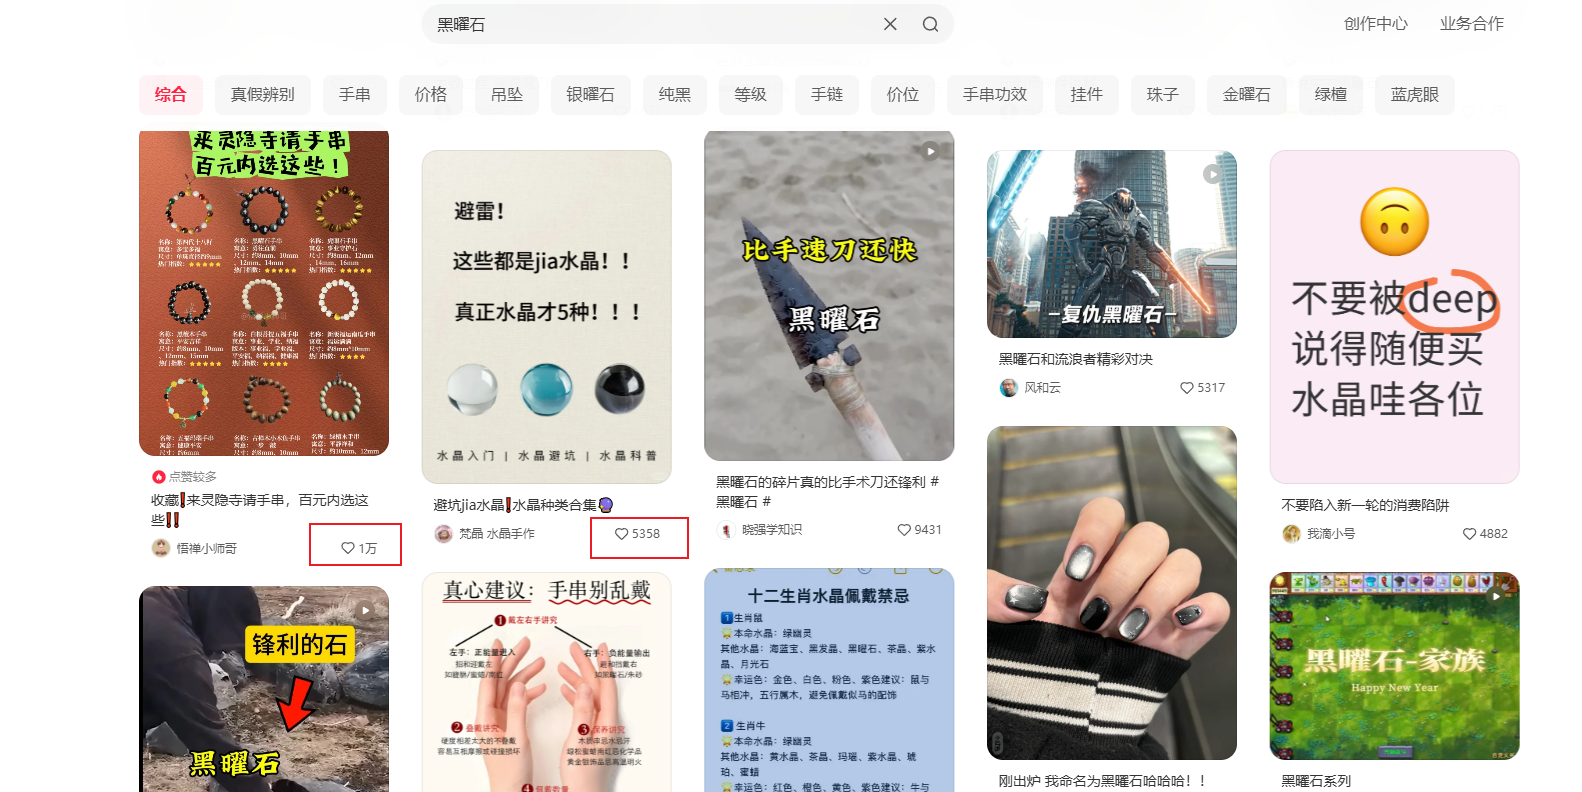 黑曜石
创作中心
业务合作
综合
真假辨别
手串
价格
吊坠
银曜石
纯黑
等级
手链
价位
手串功效
挂件
珠子
金曜石
绿檀
蓝虎眼
来灵隐寺请手串
百元内选这些！
点赞较多
收藏❗来灵隐寺请手串，百元内选这
些‼️
悟禅小师哥
1万
锋利的石
黑曜石
避雷！
这些都是jia水晶！！
真正水晶才5种！！！
水晶入门 | 水晶避坑 | 水晶科普
避坑jia水晶❗水晶种类合集🔮
梵晶 水晶手作
5358
真心建议：手串别乱戴
1 戴左右手讲究
左手：正能量进入
右手：负能量输出
2 叠戴讲究
3 保养讲究
比手速刀还快
黑曜石
黑曜石的碎片真的比手术刀还锋利 #
黑曜石 #
晓强学知识
9431
十二生肖水晶佩戴禁忌
1 生肖鼠
本命水晶：绿幽灵
其他水晶：海蓝宝、黑发晶、黑曜石、茶晶、紫水
晶、月光石
幸运色：金色、白色、粉色、紫色建议：鼠与
马相冲，五行属木，避免佩戴似马的配饰
2 生肖牛
本命水晶：绿幽灵
其他水晶：黄水晶、茶晶、玛瑙、紫水晶、琥
珀、蜜蜡
幸运色：红色、橙色、黄色、紫色建议：牛与
-复仇黑曜石-
黑曜石和流浪者精彩对决
风和云
5317
刚出炉 我命名为黑曜石哈哈哈！！
不要被deep
说得随便买
水晶哇各位
不要陷入新一轮的消费陷阱
我滴小号
4882
黑曜石-家族
Happy New Year
黑曜石系列